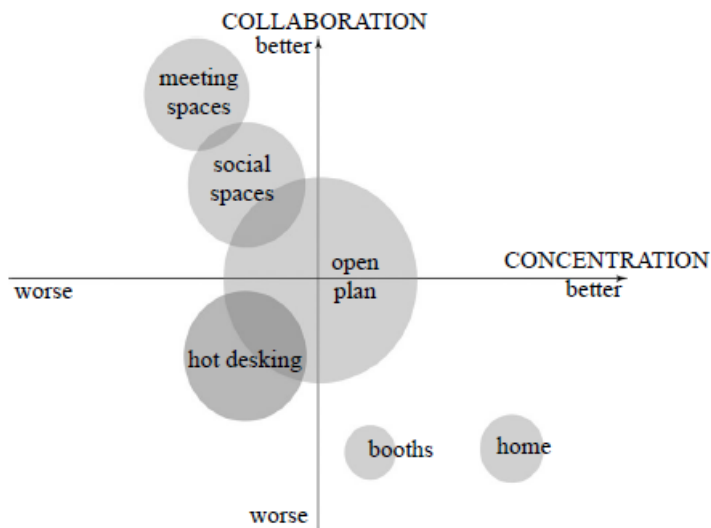 COLLABORATION
better
meeting
spaces
social
spaces
open
plan
CONCENTRATION
worse
better
hot desking
booths
home
worse